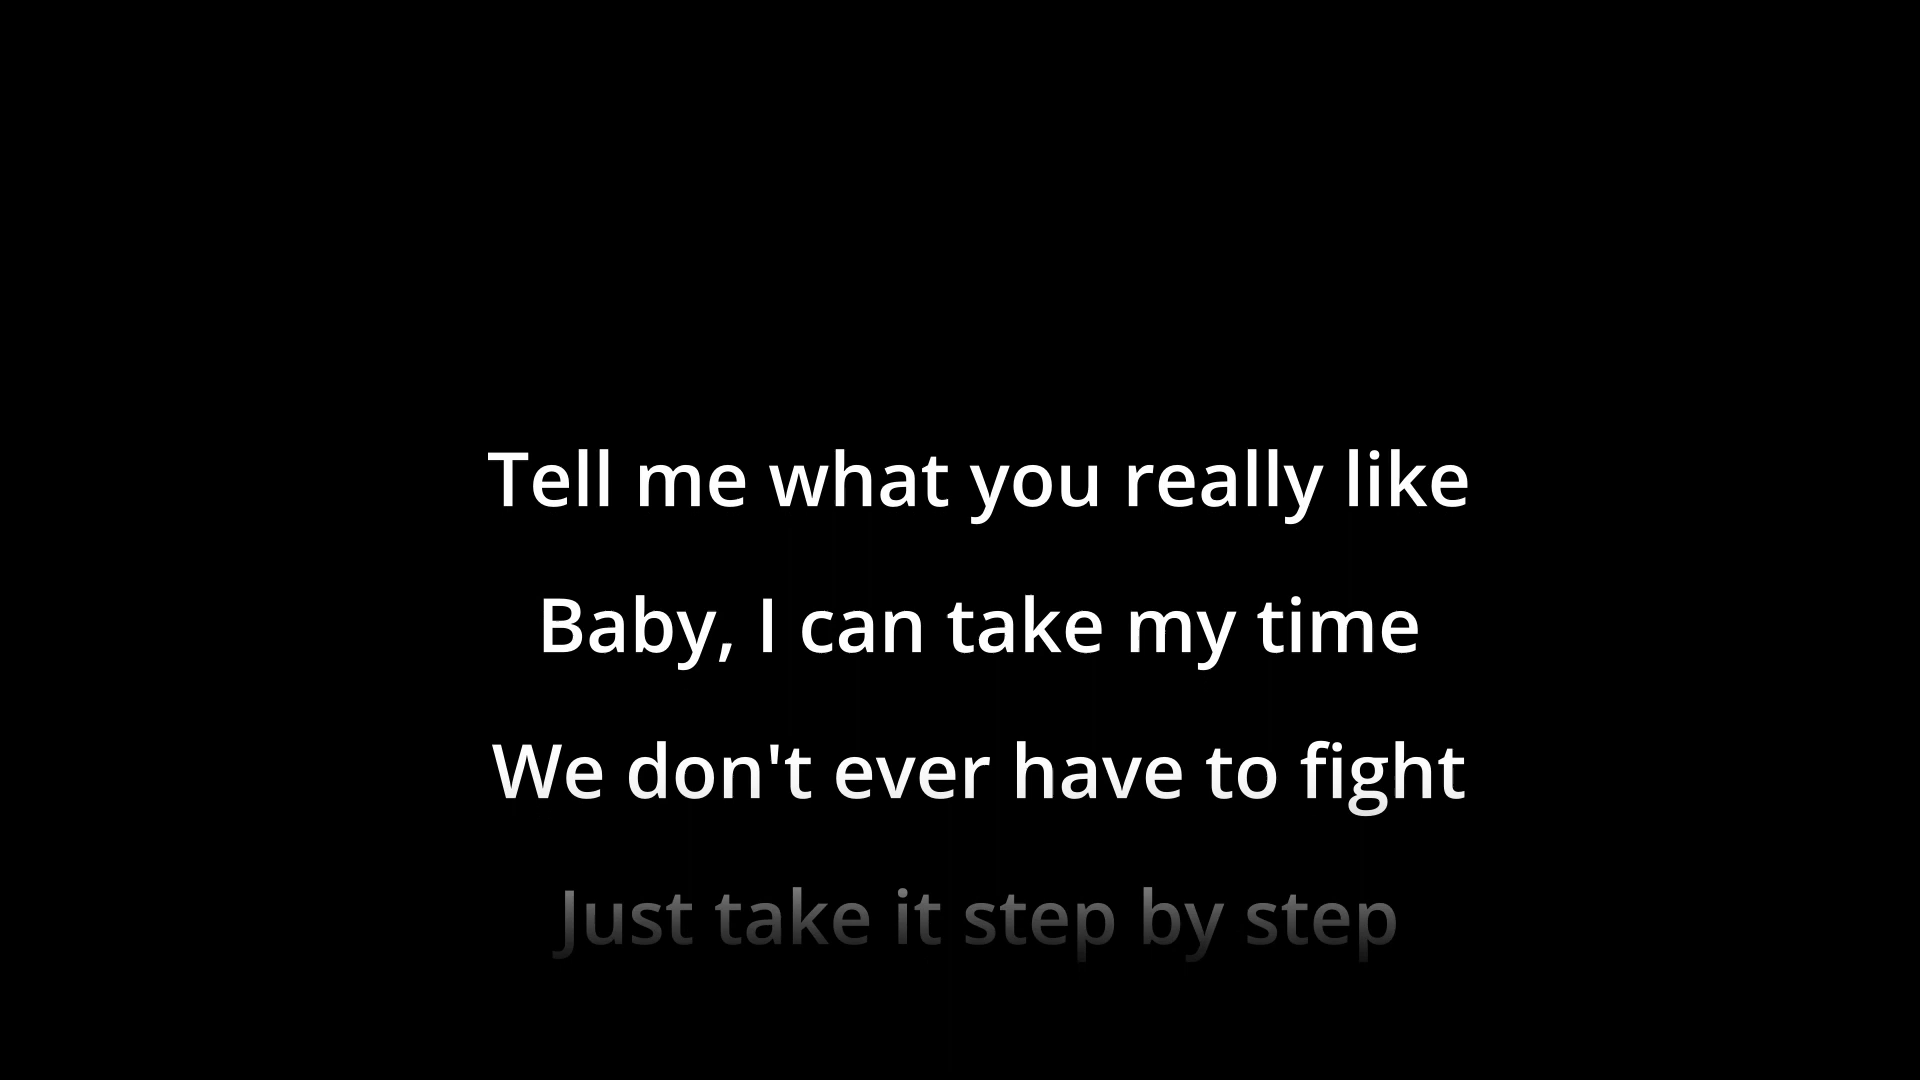 Tell me what you really like
Baby, I can take my time
We don't ever have to fight
Just take it step by step